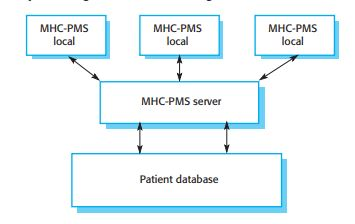 MHC-PMS
local
MHC-PMS
local
MHC-PMS
local
MHC-PMS server
Patient database